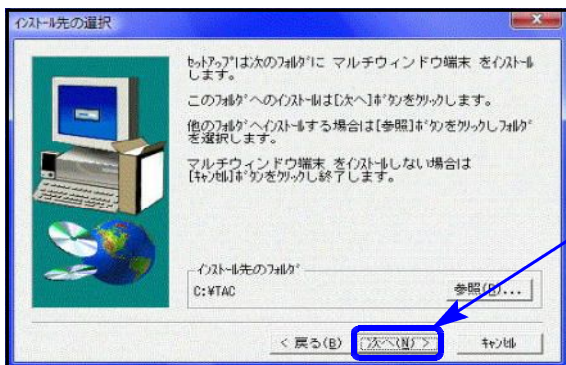 インストール先の選択
セットアップは次のフォルダに マルチウィンドウ端末 をインストール
します。
このフォルダへのインストールは[次へ]ボタンをクリックします。
他のフォルダへインストールする場合は[参照]ボタンをクリックしフォルダ
を選択します。
マルチウィンドウ端末 をインストールしない場合は
[キャンセル]ボタンをクリックし終了します。
インストール先のフォルダ
C:¥TAC
参照(R)...
< 戻る(B)
次へ(N) >
キャンセル